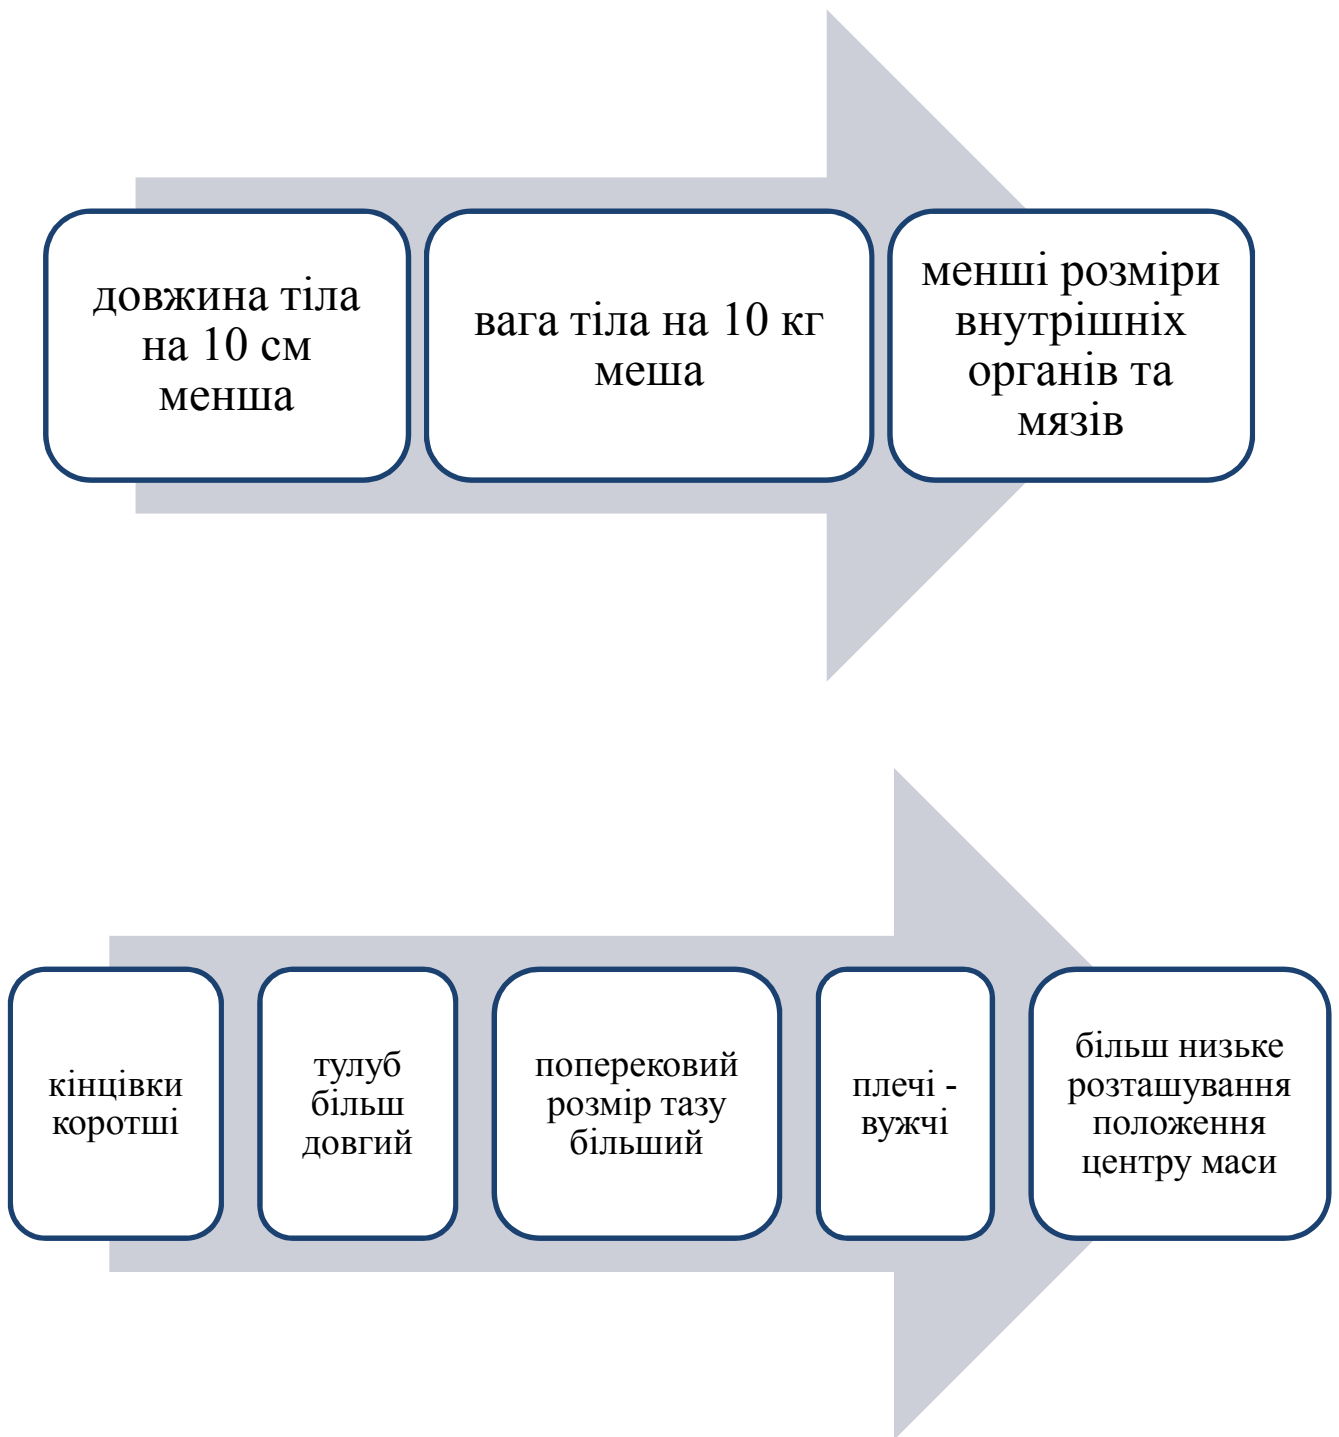 довжина тіла
на 10 см
менша
вага тіла на 10 кг
меша
менші розміри
внутрішніх
органів та
мязів
кінцівки
коротші
тулуб
більш
довгий
поперековий
розмір тазу
більший
плечі -
вужчі
більш низьке
розташування
положення
центру маси